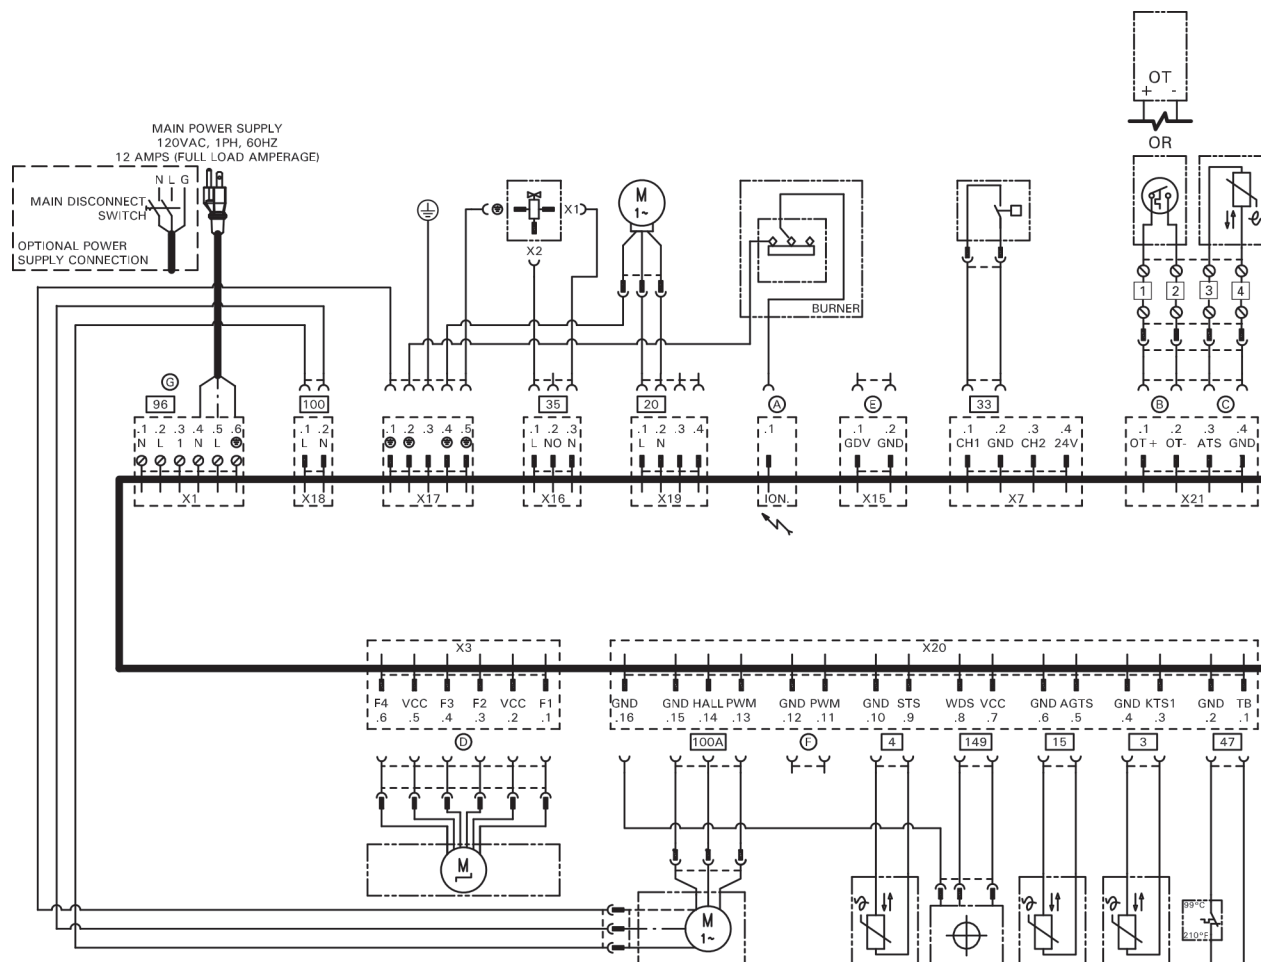 OT
+ -
OR
MAIN POWER SUPPLY
120VAC, 1PH, 60HZ
12 AMPS (FULL LOAD AMPERAGE)
N L G
MAIN DISCONNECT
SWITCH
OPTIONAL POWER
SUPPLY CONNECTION
X1
X2
M
1~
BURNER
1 2 3 4
G
96
100
35
20
A
E
33
B
C
.1 .2 .3 .4 .5 .6
N L 1 N L
X1
.1 .2
L N
X18
.1 .2 .3 .4 .5
X17
.1 .2 .3
L NO N
X16
.1 .2 .3 .4
L N
X19
.1
ION.
.1 .2
GDV GND
X15
.1 .2 .3 .4
CH1 GND CH2 24V
X7
.1 .2 .3 .4
OT+ OT- ATS GND
X21
X3
F4 VCC F3 F2 VCC F1
.6 .5 .4 .3 .2 .1
D
X20
GND GND HALL PWM GND PWM GND STS WDS VCC GND AGTS GND KTS1 GND TB
.16 .15 .14 .13 .12 .11 .10 .9 .8 .7 .6 .5 .4 .3 .2 .1
100A
F
4
149
15
3
47
M
M
1~
99°C
210°F